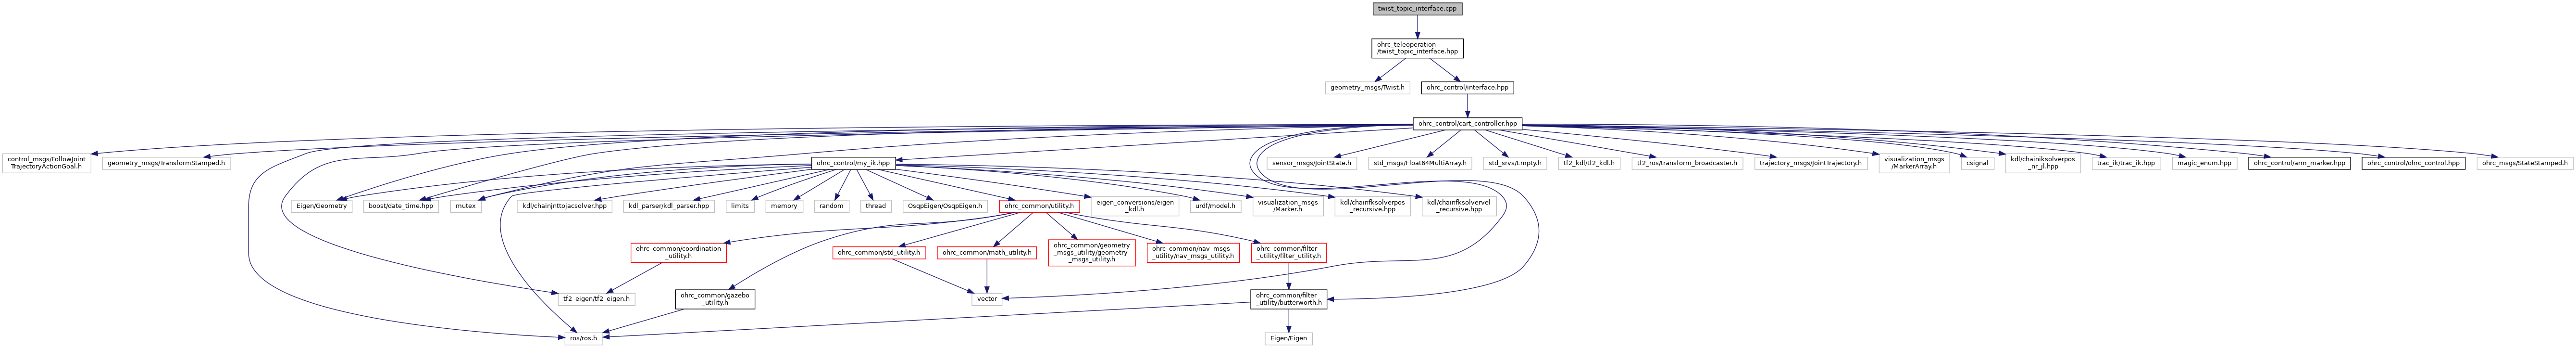 twist_topic_interface.cpp
ohrc_teleoperation
/twist_topic_interface.hpp
geometry_msgs/Twist.h
ohrc_control/interface.hpp
ohrc_control/cart_controller.hpp
control_msgs/FollowJoint
TrajectoryActionGoal.h
geometry_msgs/TransformStamped.h
ohrc_control/my_ik.hpp
sensor_msgs/JointState.h
std_msgs/Float64MultiArray.h
std_srvs/Empty.h
tf2_kdl/tf2_kdl.h
tf2_ros/transform_broadcaster.h
trajectory_msgs/JointTrajectory.h
visualization_msgs
/MarkerArray.h
csignal
kdl/chainiksolverpos
_nr_jl.hpp
trac_ik/trac_ik.hpp
magic_enum.hpp
ohrc_control/arm_marker.hpp
ohrc_control/ohrc_control.hpp
ohrc_msgs/StateStamped.h
Eigen/Geometry
boost/date_time.hpp
mutex
kdl/chainjnttojacsolver.hpp
kdl_parser/kdl_parser.hpp
limits
memory
random
thread
OsqpEigen/OsqpEigen.h
ohrc_common/utility.h
eigen_conversions/eigen
_kdl.h
urdf/model.h
visualization_msgs
/Marker.h
kdl/chainfksolverpos
_recursive.hpp
kdl/chainfksolvervel
_recursive.hpp
ohrc_common/coordination
_utility.h
ohrc_common/std_utility.h
ohrc_common/math_utility.h
ohrc_common/geometry
_msgs_utility/geometry
_msgs_utility.h
ohrc_common/nav_msgs
_utility/nav_msgs_utility.h
ohrc_common/filter
_utility/filter_utility.h
tf2_eigen/tf2_eigen.h
ohrc_common/gazebo
_utility.h
vector
ohrc_common/filter
_utility/butterworth.h
ros/ros.h
Eigen/Eigen